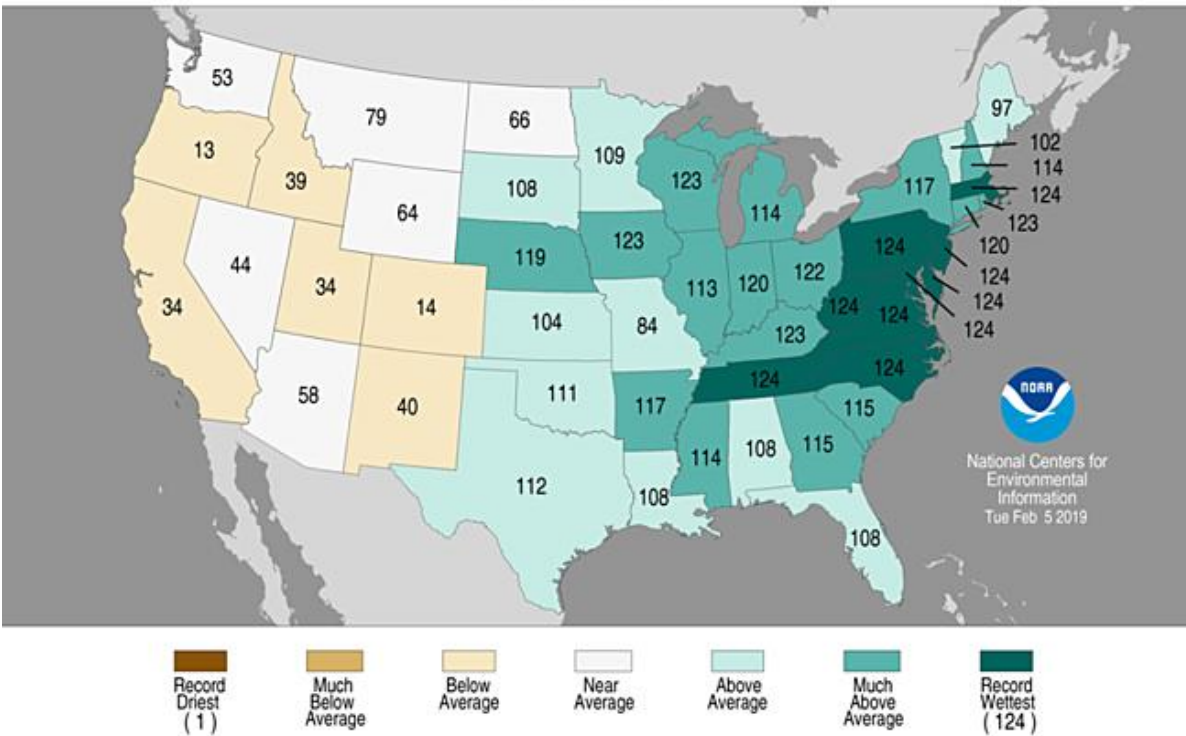 53
79
66
97
109
13
102
39
108
123
114
124
123
120
124
124
124
117
114
64
119
123
124
44
34
14
34
113
120
122
124
124
123
104
84
124
124
58
40
111
117
115
115
114
108
112
108
108
NOAA
National Centers for
Environmental
Information
Tue Feb 5 2019
Record
Driest
( 1 )
Much
Below
Average
Below
Average
Near
Average
Above
Average
Much
Above
Average
Record
Wettest
( 124 )